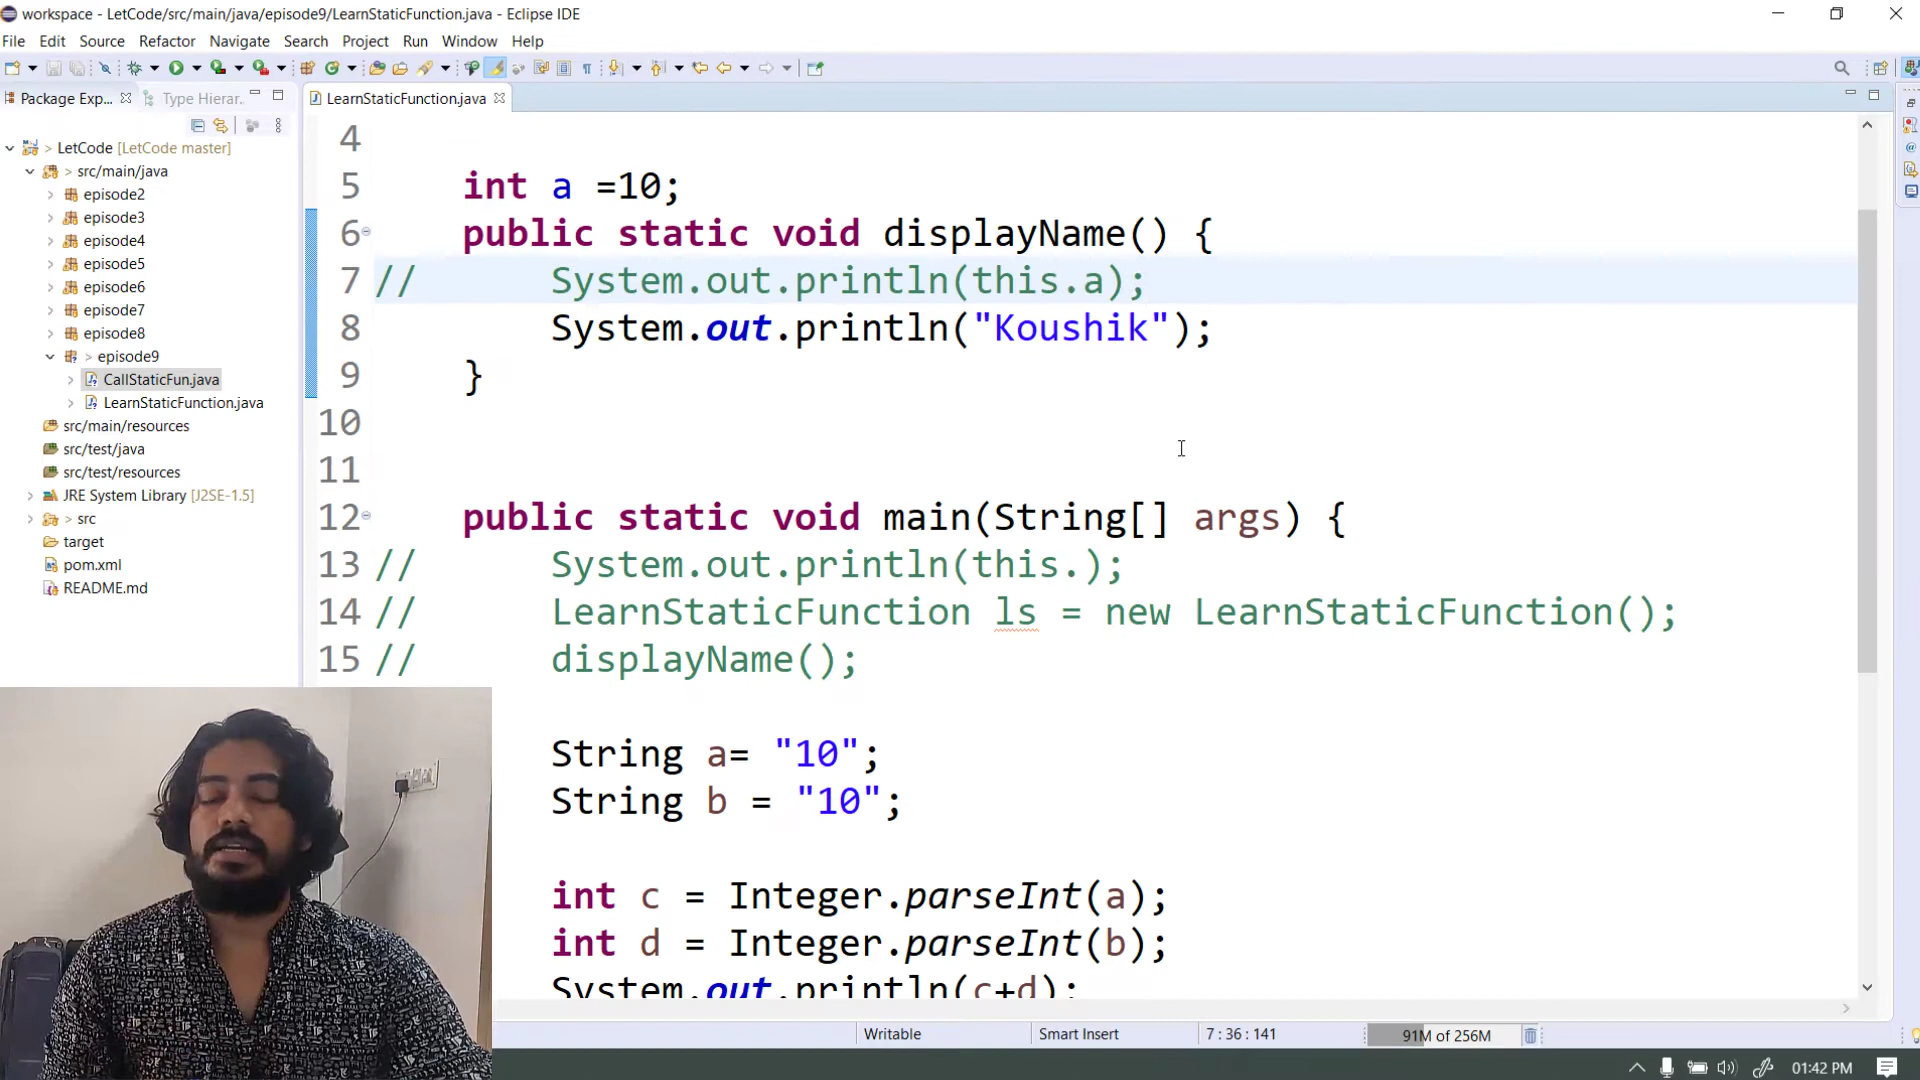 workspace - LetCode/src/main/java/episode9/LearnStaticFunction.java - Eclipse IDE
File Edit Source Refactor Navigate Search Project Run Window Help
Package Exp... Type Hierar...
LearnStaticFunction.java
> LetCode [LetCode master]
> src/main/java
episode2
episode3
episode4
episode5
episode6
episode7
episode8
> episode9
CallStaticFun.java
LearnStaticFunction.java
src/main/resources
src/test/java
src/test/resources
JRE System Library [J2SE-1.5]
> src
target
pom.xml
README.md
4
5 int a =10;
6 public static void displayName() {
7 // System.out.println(this.a);
8 System.out.println("Koushik");
9 }
10
11
12 public static void main(String[] args) {
13 // System.out.println(this.);
14 // LearnStaticFunction ls = new LearnStaticFunction();
15 // displayName();
String a= "10";
String b = "10";
int c = Integer.parseInt(a);
int d = Integer.parseInt(b);
System.out.println(c+d);
Writable Smart Insert 7 : 36 : 141 91M of 256M
01:42 PM